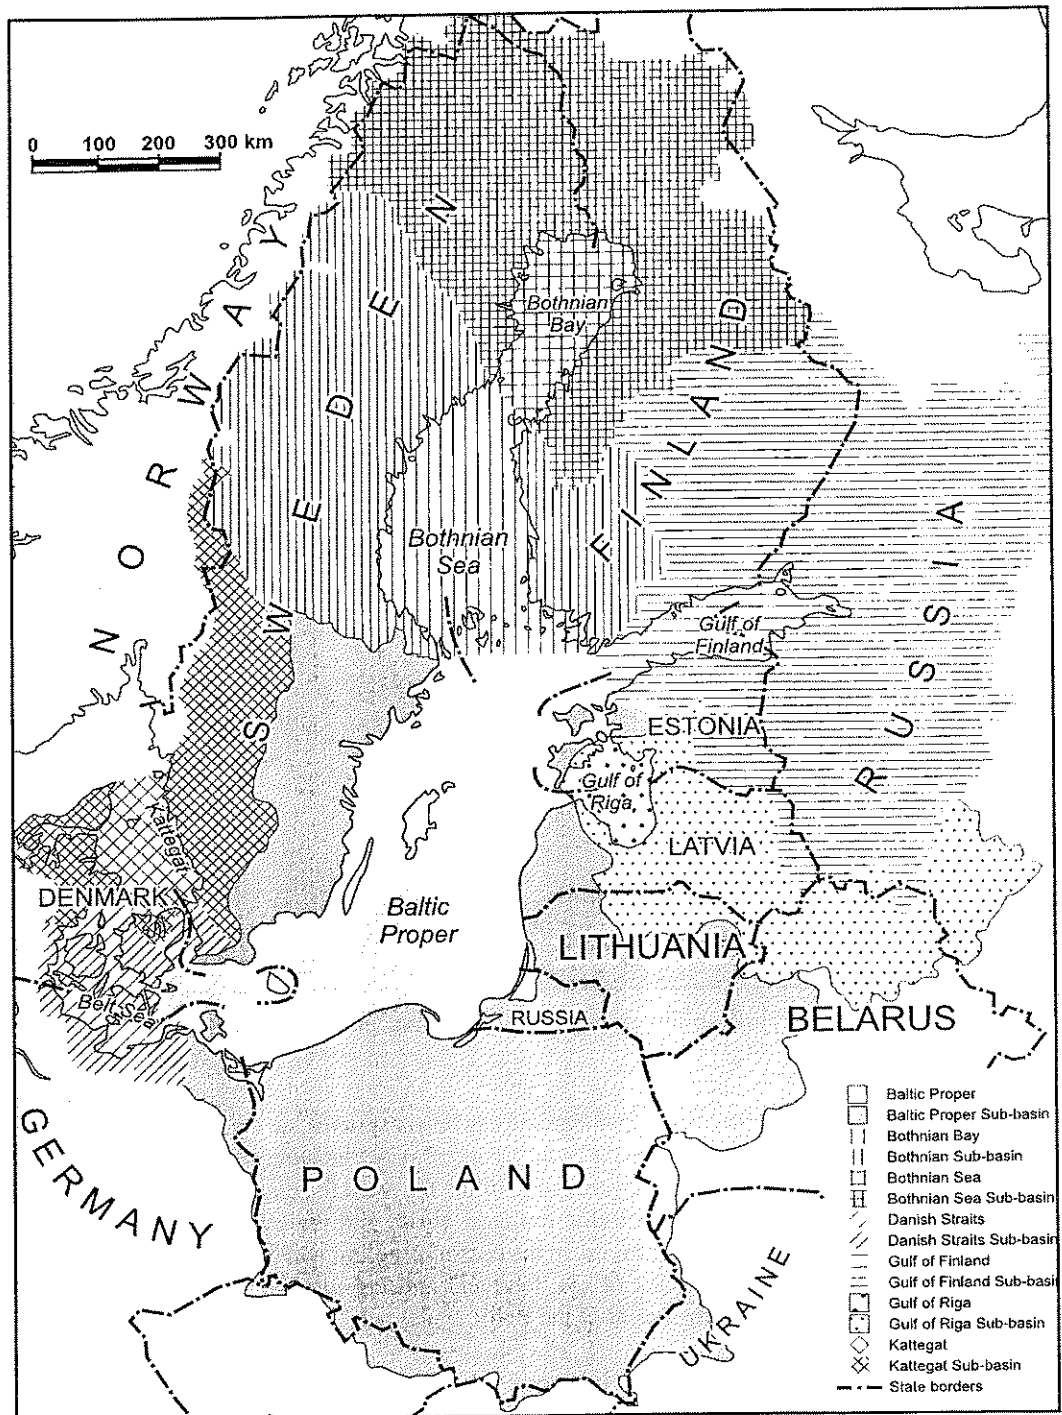 0 100 200 300 km
NORWAY
SWEDEN
FINLAND
RUSSIA
Bothnian
Bay
Bothnian
Sea
Gulf of
Finland
ESTONIA
Gulf of
Riga
LATVIA
Kattegat
DENMARK
Baltic
Proper
LITHUANIA
Belt Sea
RUSSIA
BELARUS
GERMANY
POLAND
UKRAINE
Baltic Proper
Baltic Proper Sub-basin
Bothnian Bay
Bothnian Sub-basin
Bothnian Sea
Bothnian Sea Sub-basin
Danish Straits
Danish Straits Sub-basin
Gulf of Finland
Gulf of Finland Sub-basin
Gulf of Riga
Gulf of Riga Sub-basin
Kattegat
Kattegat Sub-basin
State borders